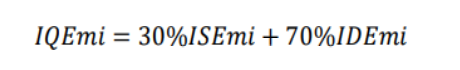 IQEmi = 30%ISEmi + 70%IDEmi